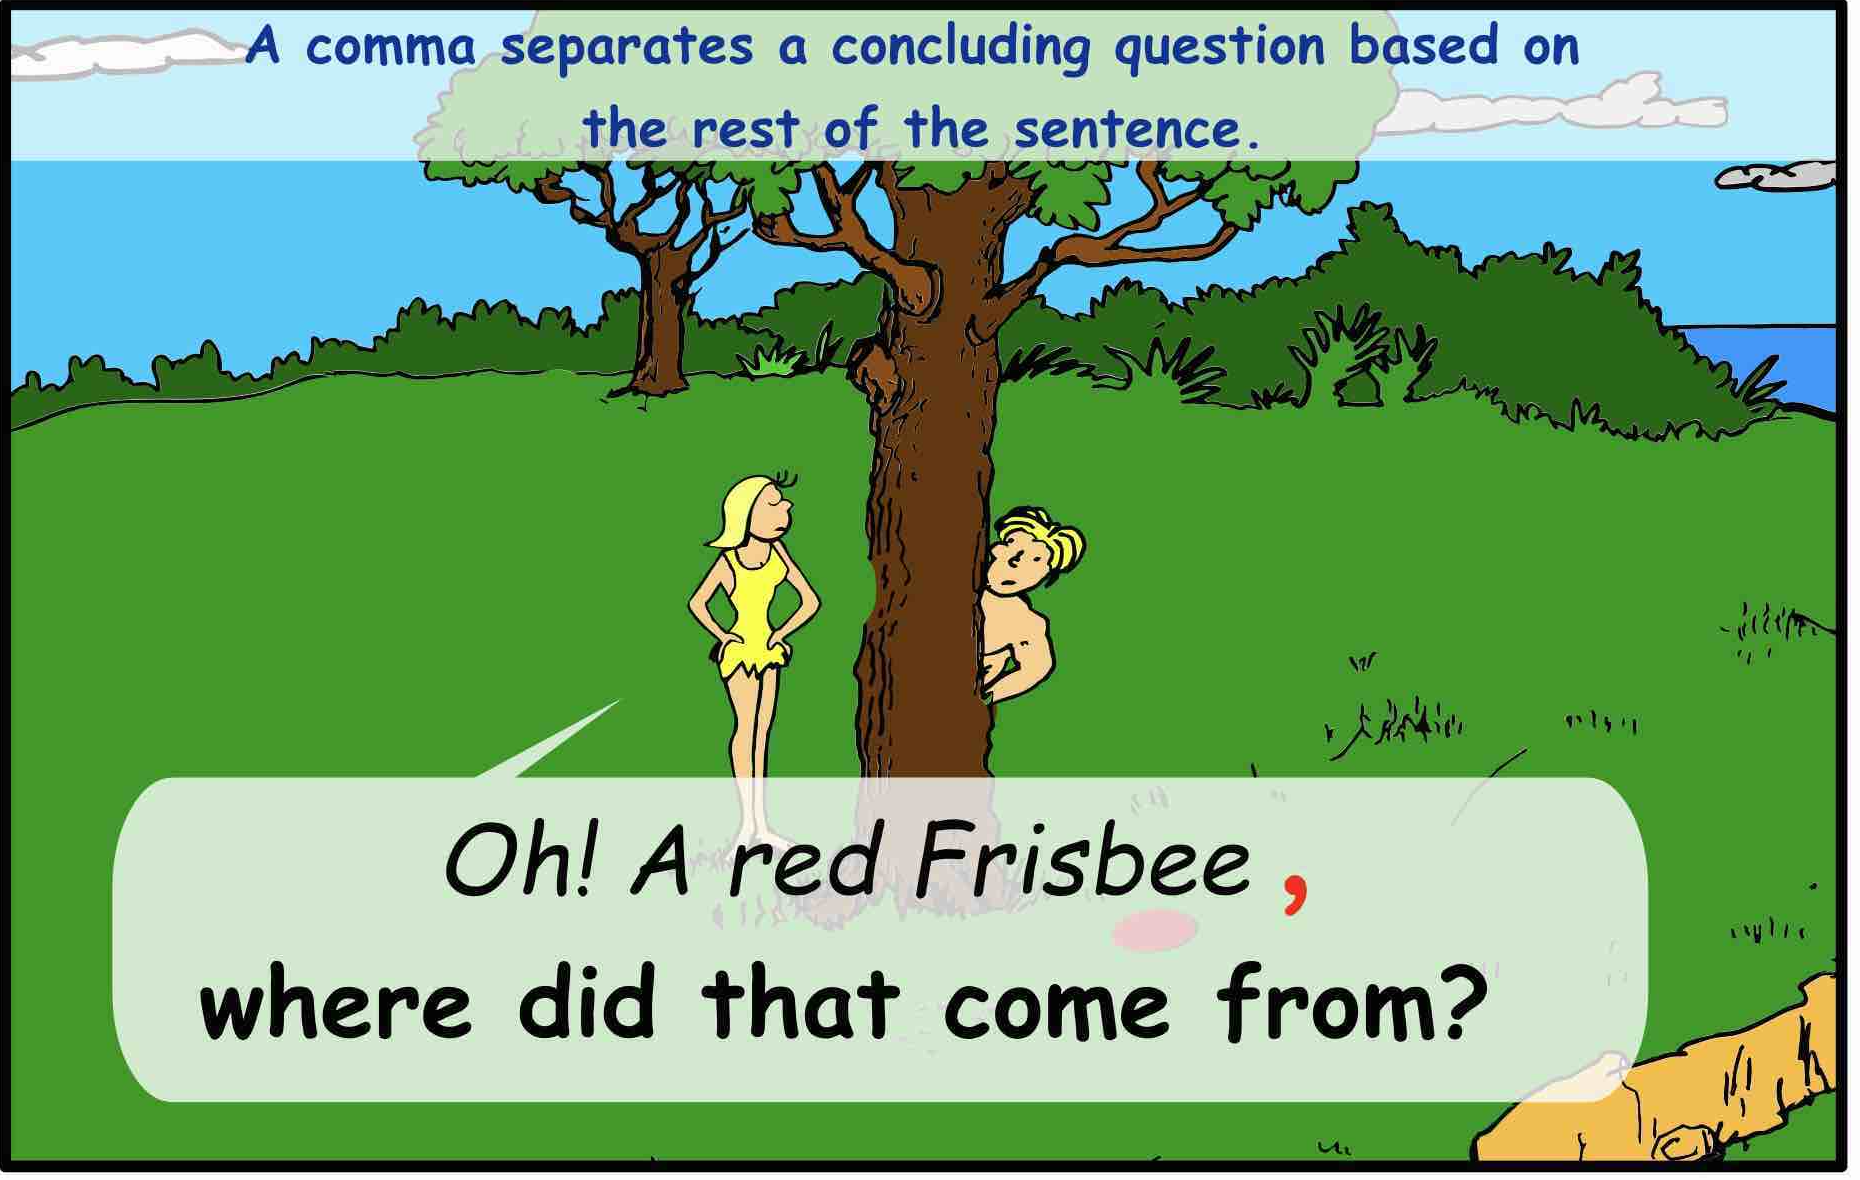 A comma separates a concluding question based on
the rest of the sentence.
Oh! A red Frisbee ,
where did that come from?